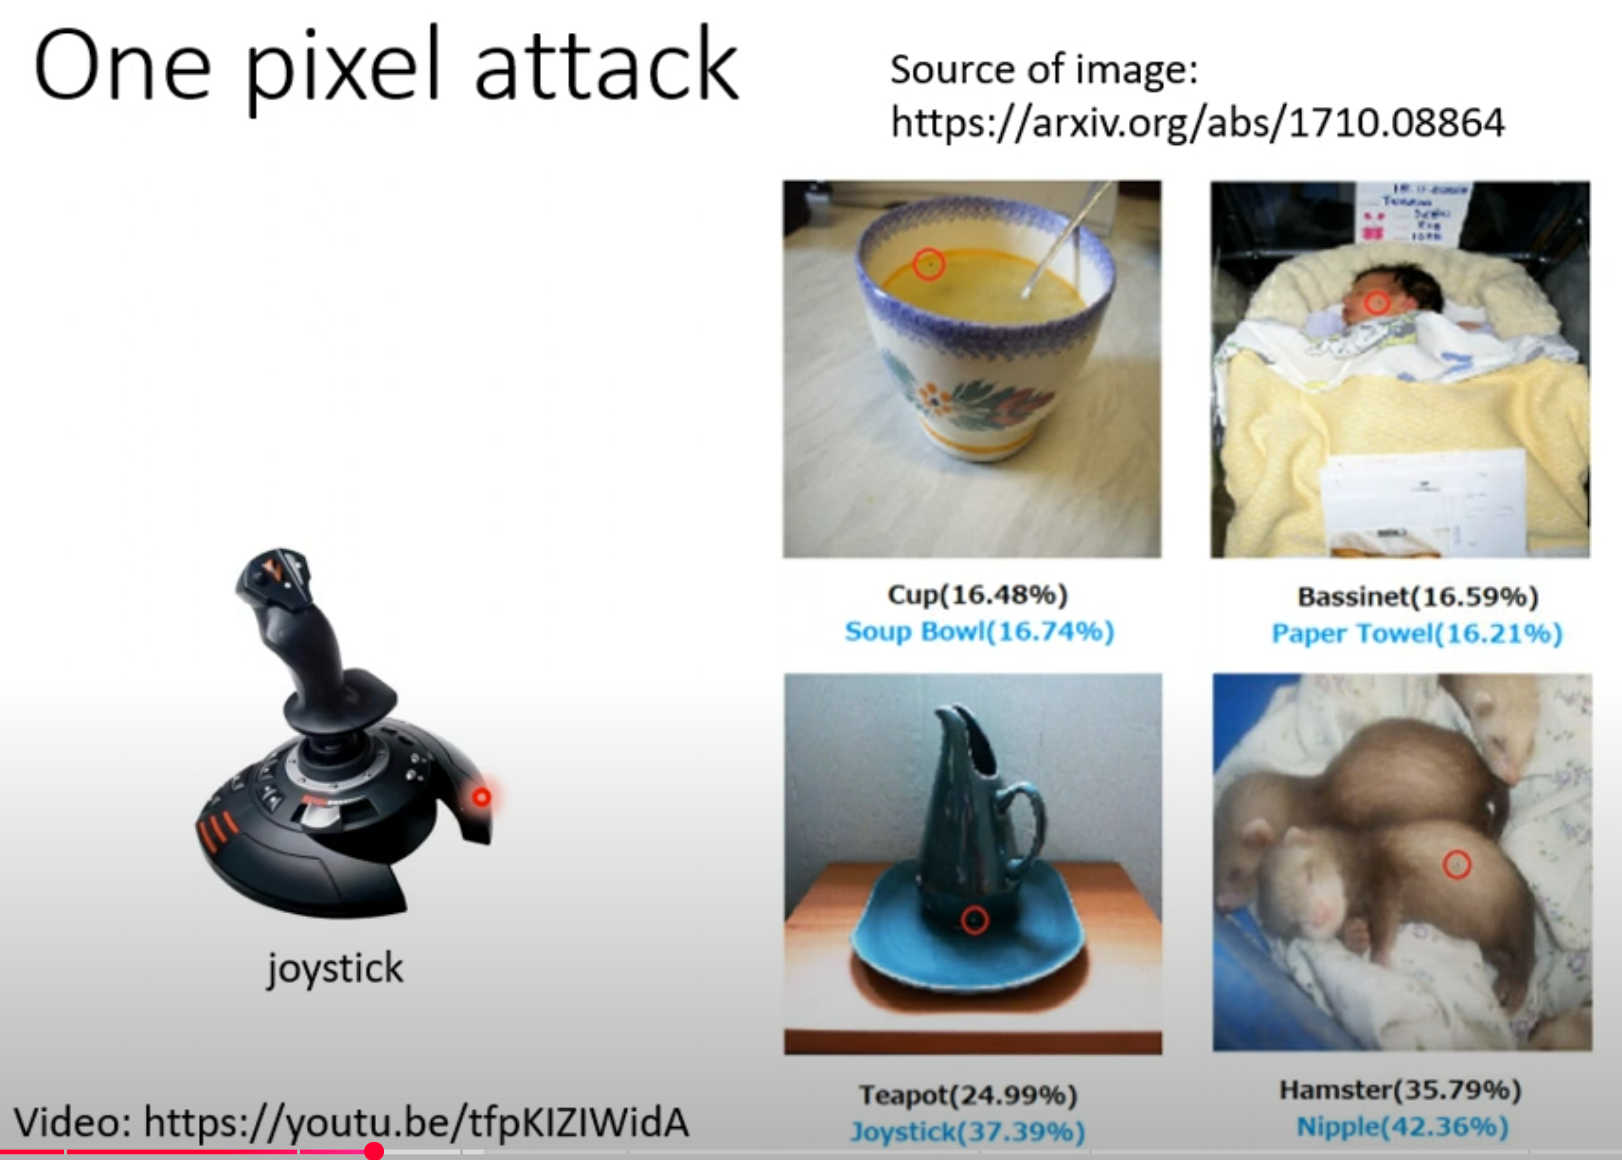 One pixel attack
Source of image:
https://arxiv.org/abs/1710.08864
Cup(16.48%)
Soup Bowl(16.74%)
Bassinet(16.59%)
Paper Towel(16.21%)
joystick
Teapot(24.99%)
Joystick(37.39%)
Hamster(35.79%)
Nipple(42.36%)
Video: https://youtu.be/tfpKIZIWidA